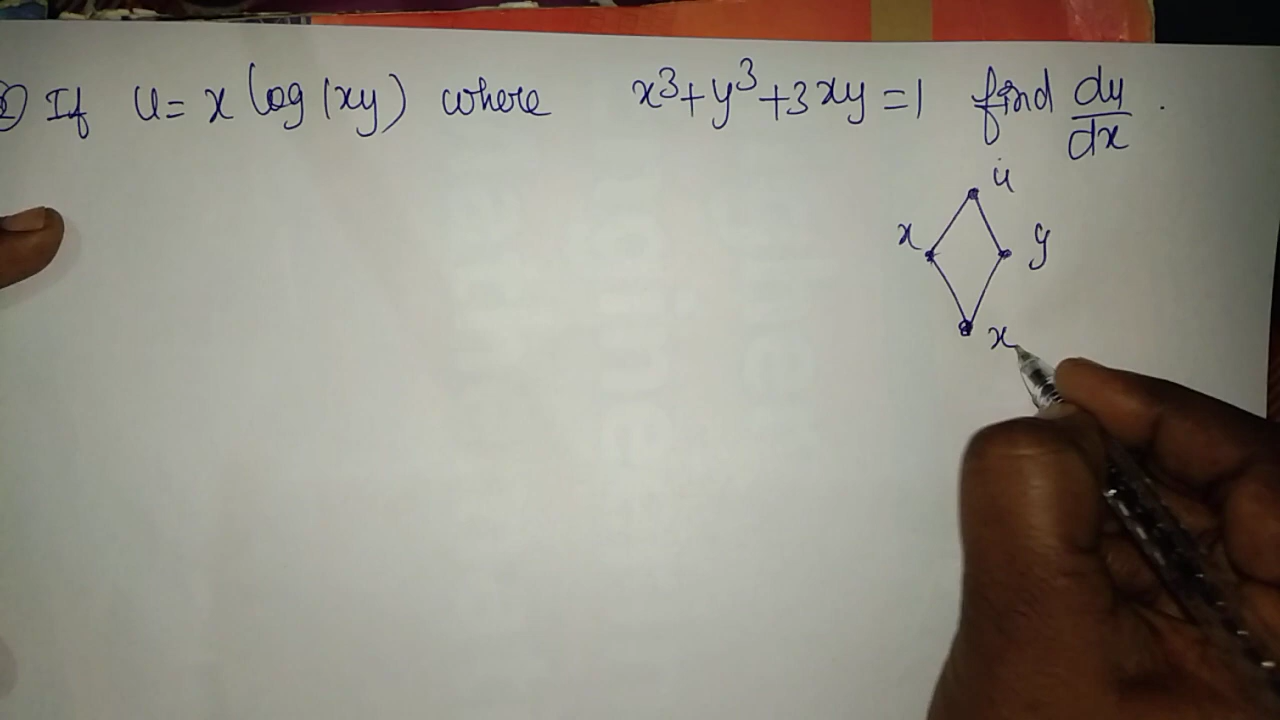 2) If u = x log (xy) where x³+y³+3xy=1 find dy/dx.
u
x y
x